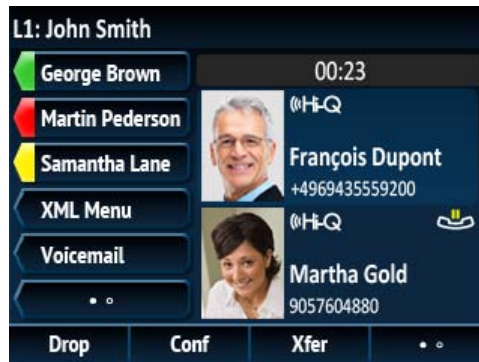 L1: John Smith
George Brown
Martin Pederson
Samantha Lane
XML Menu
Voicemail
00:23
Hi-Q
François Dupont
+4969435559200
Hi-Q
Martha Gold
9057604880
Drop Conf Xfer